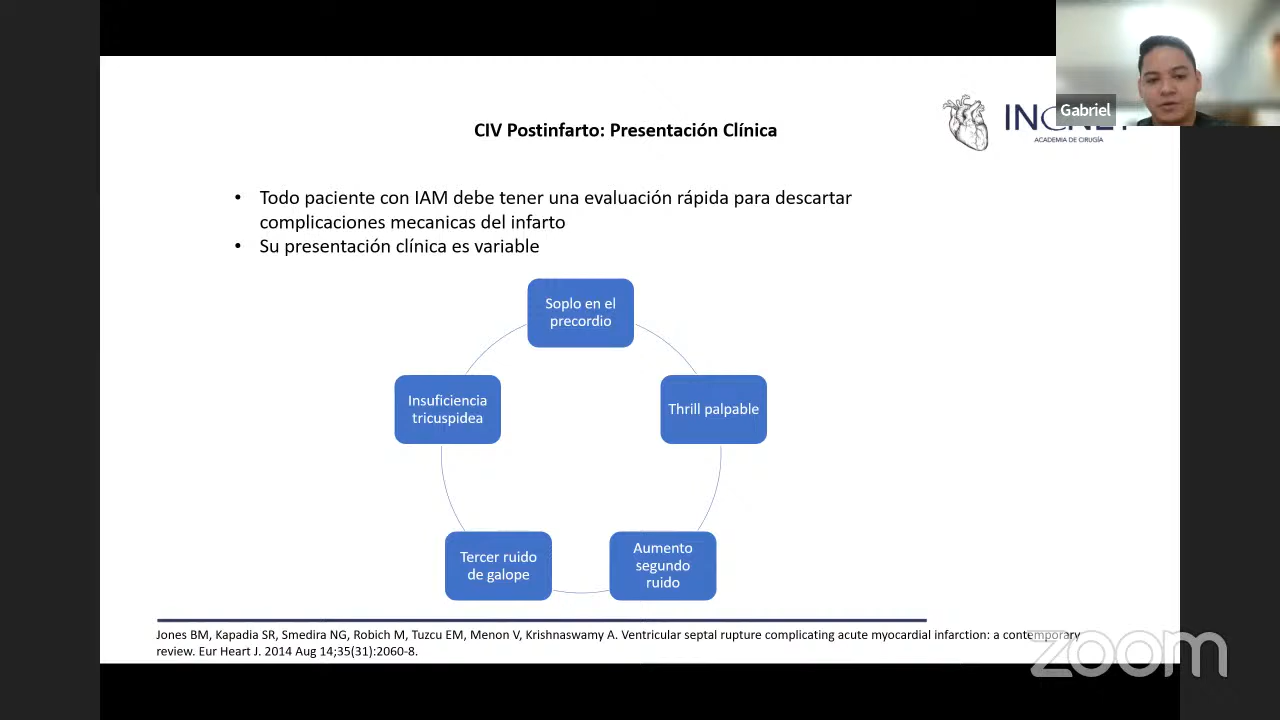 Gabriel
ACADEMIA DE CIRUGÍA
CIV Postinfarto: Presentación Clínica
• Todo paciente con IAM debe tener una evaluación rápida para descartar
complicaciones mecanicas del infarto
• Su presentación clínica es variable
Soplo en el
precordio
Insuficiencia
tricuspidea
Thrill palpable
Tercer ruido
de galope
Aumento
segundo
ruido
Jones BM, Kapadia SR, Smedira NG, Robich M, Tuzcu EM, Menon V, Krishnaswamy A. Ventricular septal rupture complicating acute myocardial infarction: a contemporary
review. Eur Heart J. 2014 Aug 14;35(31):2060-8.
zoom